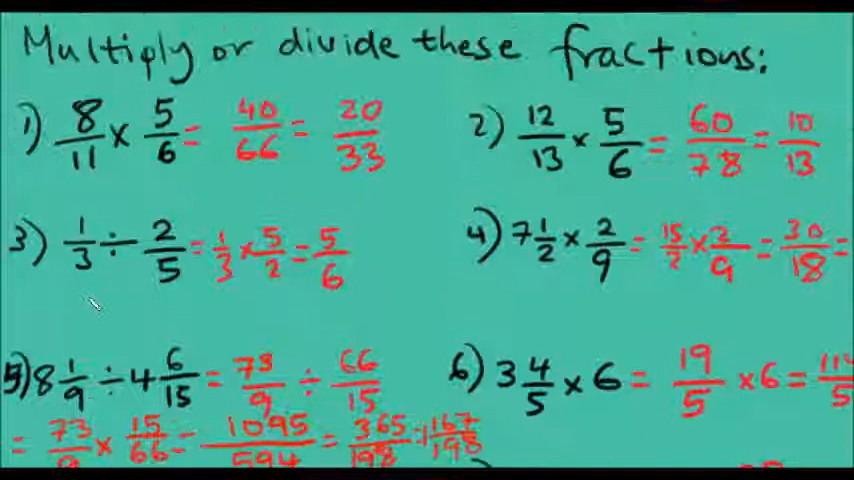 Multiply or divide these fractions:
1) 8/11 × 5/6 = 40/66 = 20/33
2) 12/13 × 5/6 = 60/78 = 10/13
3) 1/3 ÷ 2/5 = 1/3 × 5/2 = 5/6
4) 7 1/2 × 2/9 = 15/2 × 2/9 = 30/18 =
5) 8 1/9 ÷ 4 6/15 = 73/9 ÷ 66/15
= 73/9 × 15/66 = 1095/594 = 365/198 = 1 167/198
6) 3 4/5 × 6 = 19/5 × 6 = 114/5